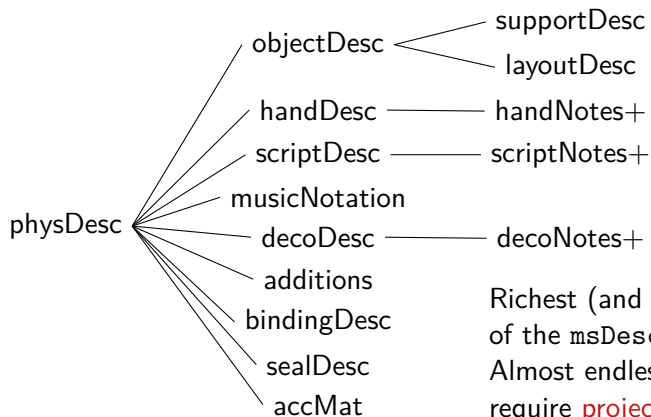 supportDesc
objectDesc
layoutDesc
handDesc handNotes+
scriptDesc scriptNotes+
musicNotation
physDesc
decoDesc decoNotes+
additions
Richest (and
bindingDesc
of the msDesc
sealDesc
Almost endles
accMat
require projec